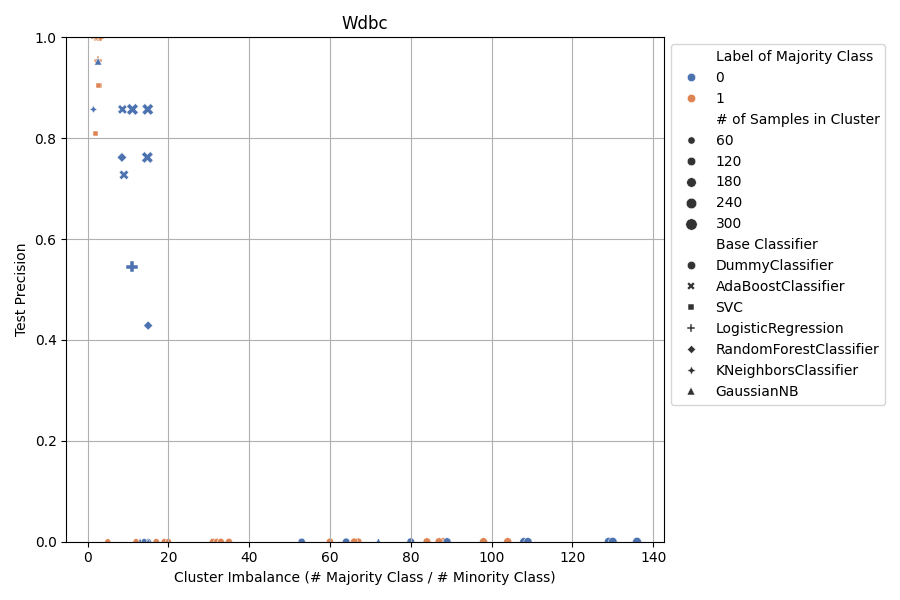 Wdbc
Test Precision
1.0
0.8
0.6
0.4
0.2
0.0
0 20 40 60 80 100 120 140
Cluster Imbalance (# Majority Class / # Minority Class)
Label of Majority Class
0
1
# of Samples in Cluster
60
120
180
240
300
Base Classifier
DummyClassifier
AdaBoostClassifier
SVC
LogisticRegression
RandomForestClassifier
KNeighborsClassifier
GaussianNB